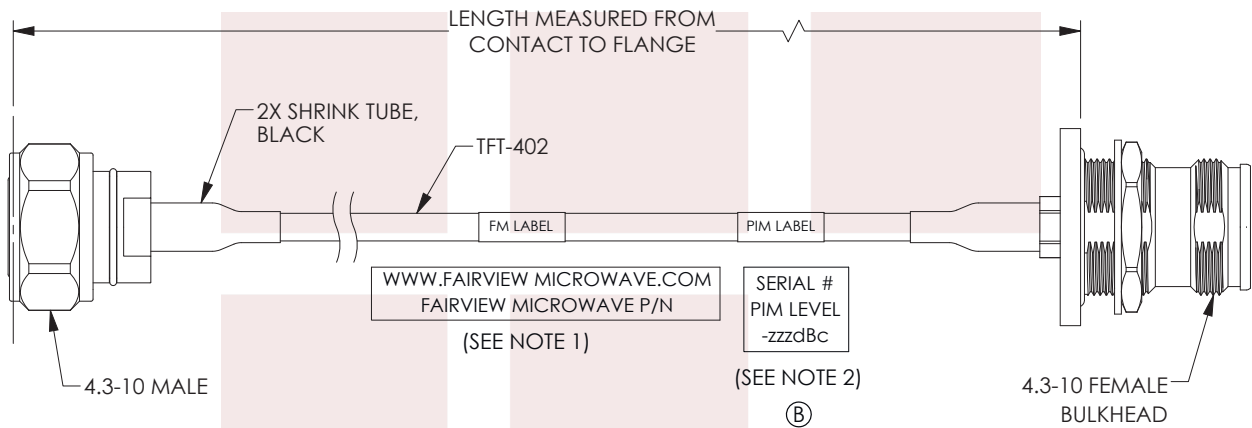 LENGTH MEASURED FROM
CONTACT TO FLANGE
2X SHRINK TUBE,
BLACK
TFT-402
FM LABEL
PIM LABEL
WWW.FAIRVIEW MICROWAVE.COM
FAIRVIEW MICROWAVE P/N
(SEE NOTE 1)
SERIAL #
PIM LEVEL
-zzzdBc
(SEE NOTE 2)
B
4.3-10 MALE
4.3-10 FEMALE
BULKHEAD